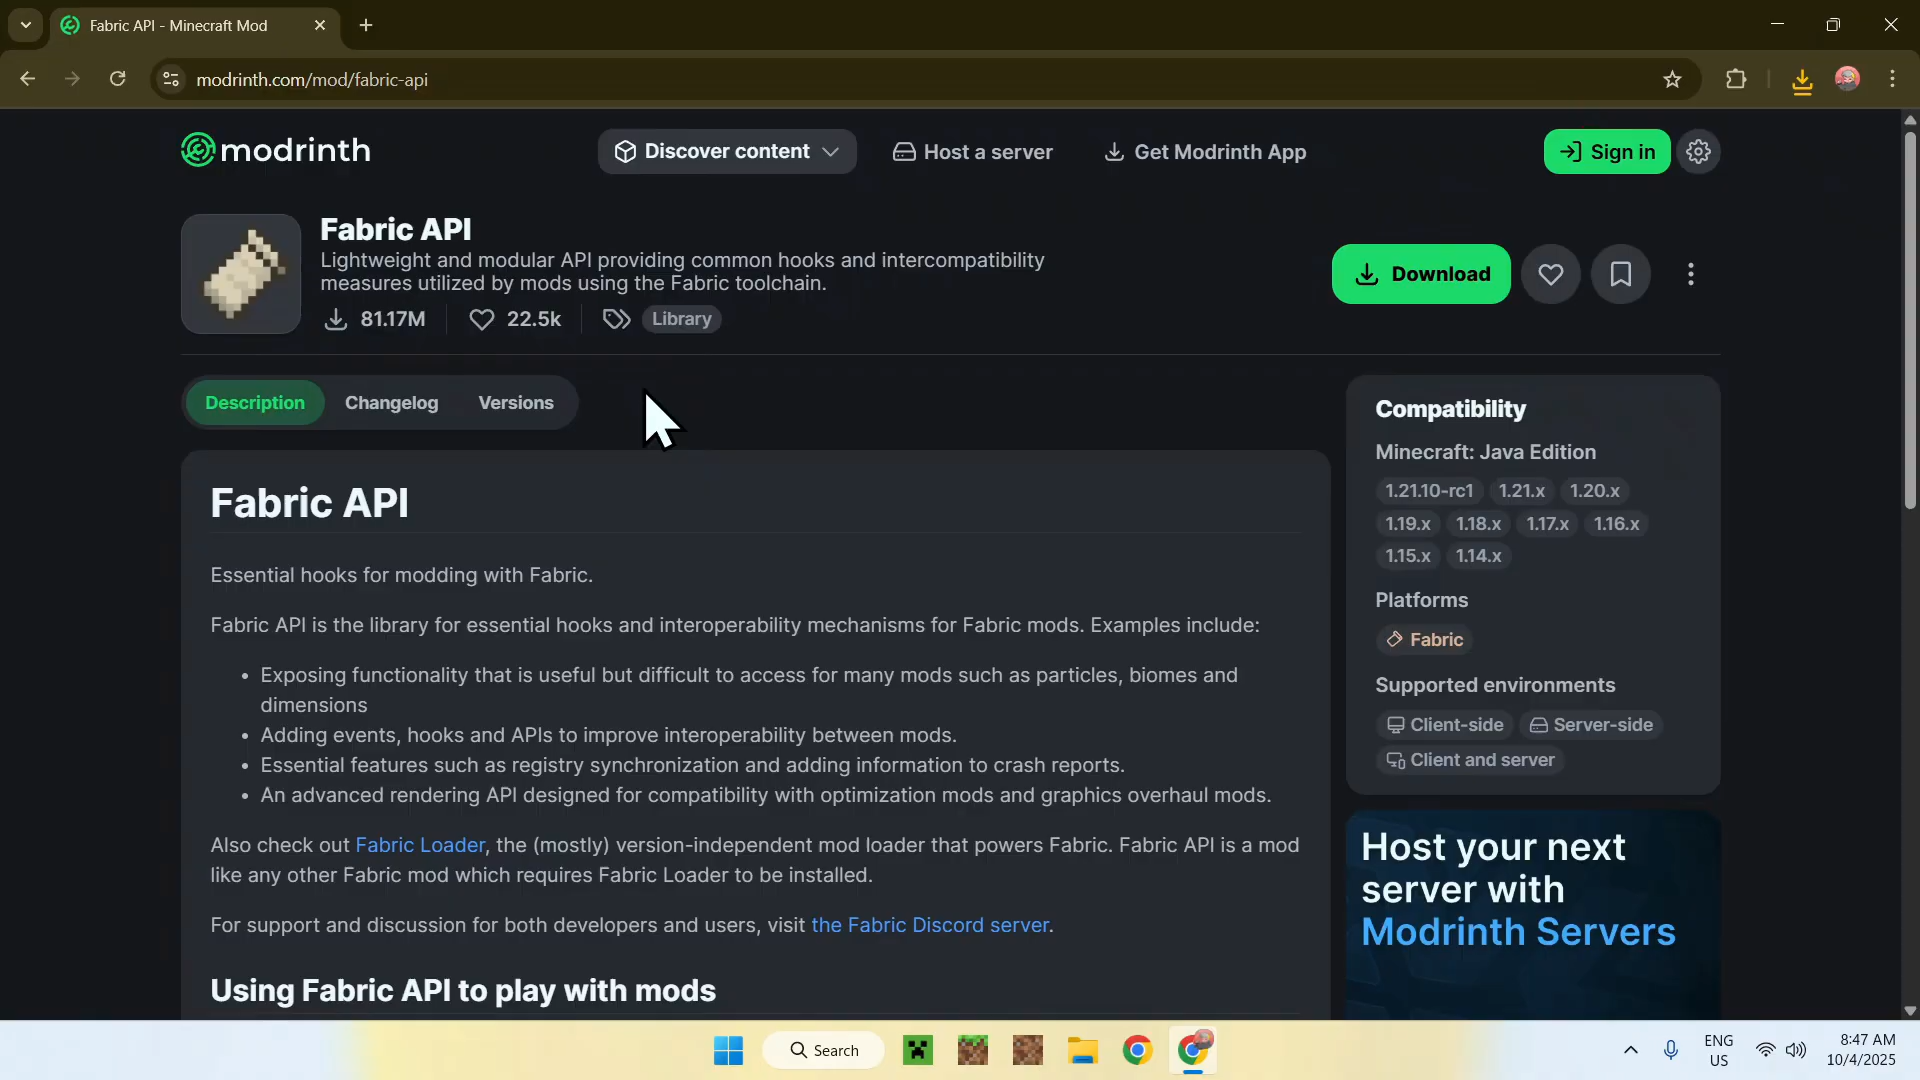 Fabric API - Minecraft Mod
modrinth.com/mod/fabric-api
modrinth
Discover content
Host a server
Get Modrinth App
Sign in
Fabric API
Lightweight and modular API providing common hooks and intercompatibility
measures utilized by mods using the Fabric toolchain.
81.17M
22.5k
Library
Download
Description
Changelog
Versions
Fabric API
Essential hooks for modding with Fabric.
Fabric API is the library for essential hooks and interoperability mechanisms for Fabric mods. Examples include:
• Exposing functionality that is useful but difficult to access for many mods such as particles, biomes and
dimensions
• Adding events, hooks and APIs to improve interoperability between mods.
• Essential features such as registry synchronization and adding information to crash reports.
• An advanced rendering API designed for compatibility with optimization mods and graphics overhaul mods.
Also check out Fabric Loader, the (mostly) version-independent mod loader that powers Fabric. Fabric API is a mod
like any other Fabric mod which requires Fabric Loader to be installed.
For support and discussion for both developers and users, visit the Fabric Discord server.
Using Fabric API to play with mods
Compatibility
Minecraft: Java Edition
1.21.10-rc1 1.21.x 1.20.x
1.19.x 1.18.x 1.17.x 1.16.x
1.15.x 1.14.x
Platforms
Fabric
Supported environments
Client-side Server-side
Client and server
Host your next
server with
Modrinth Servers
Search
ENG
US
8:47 AM
10/4/2025